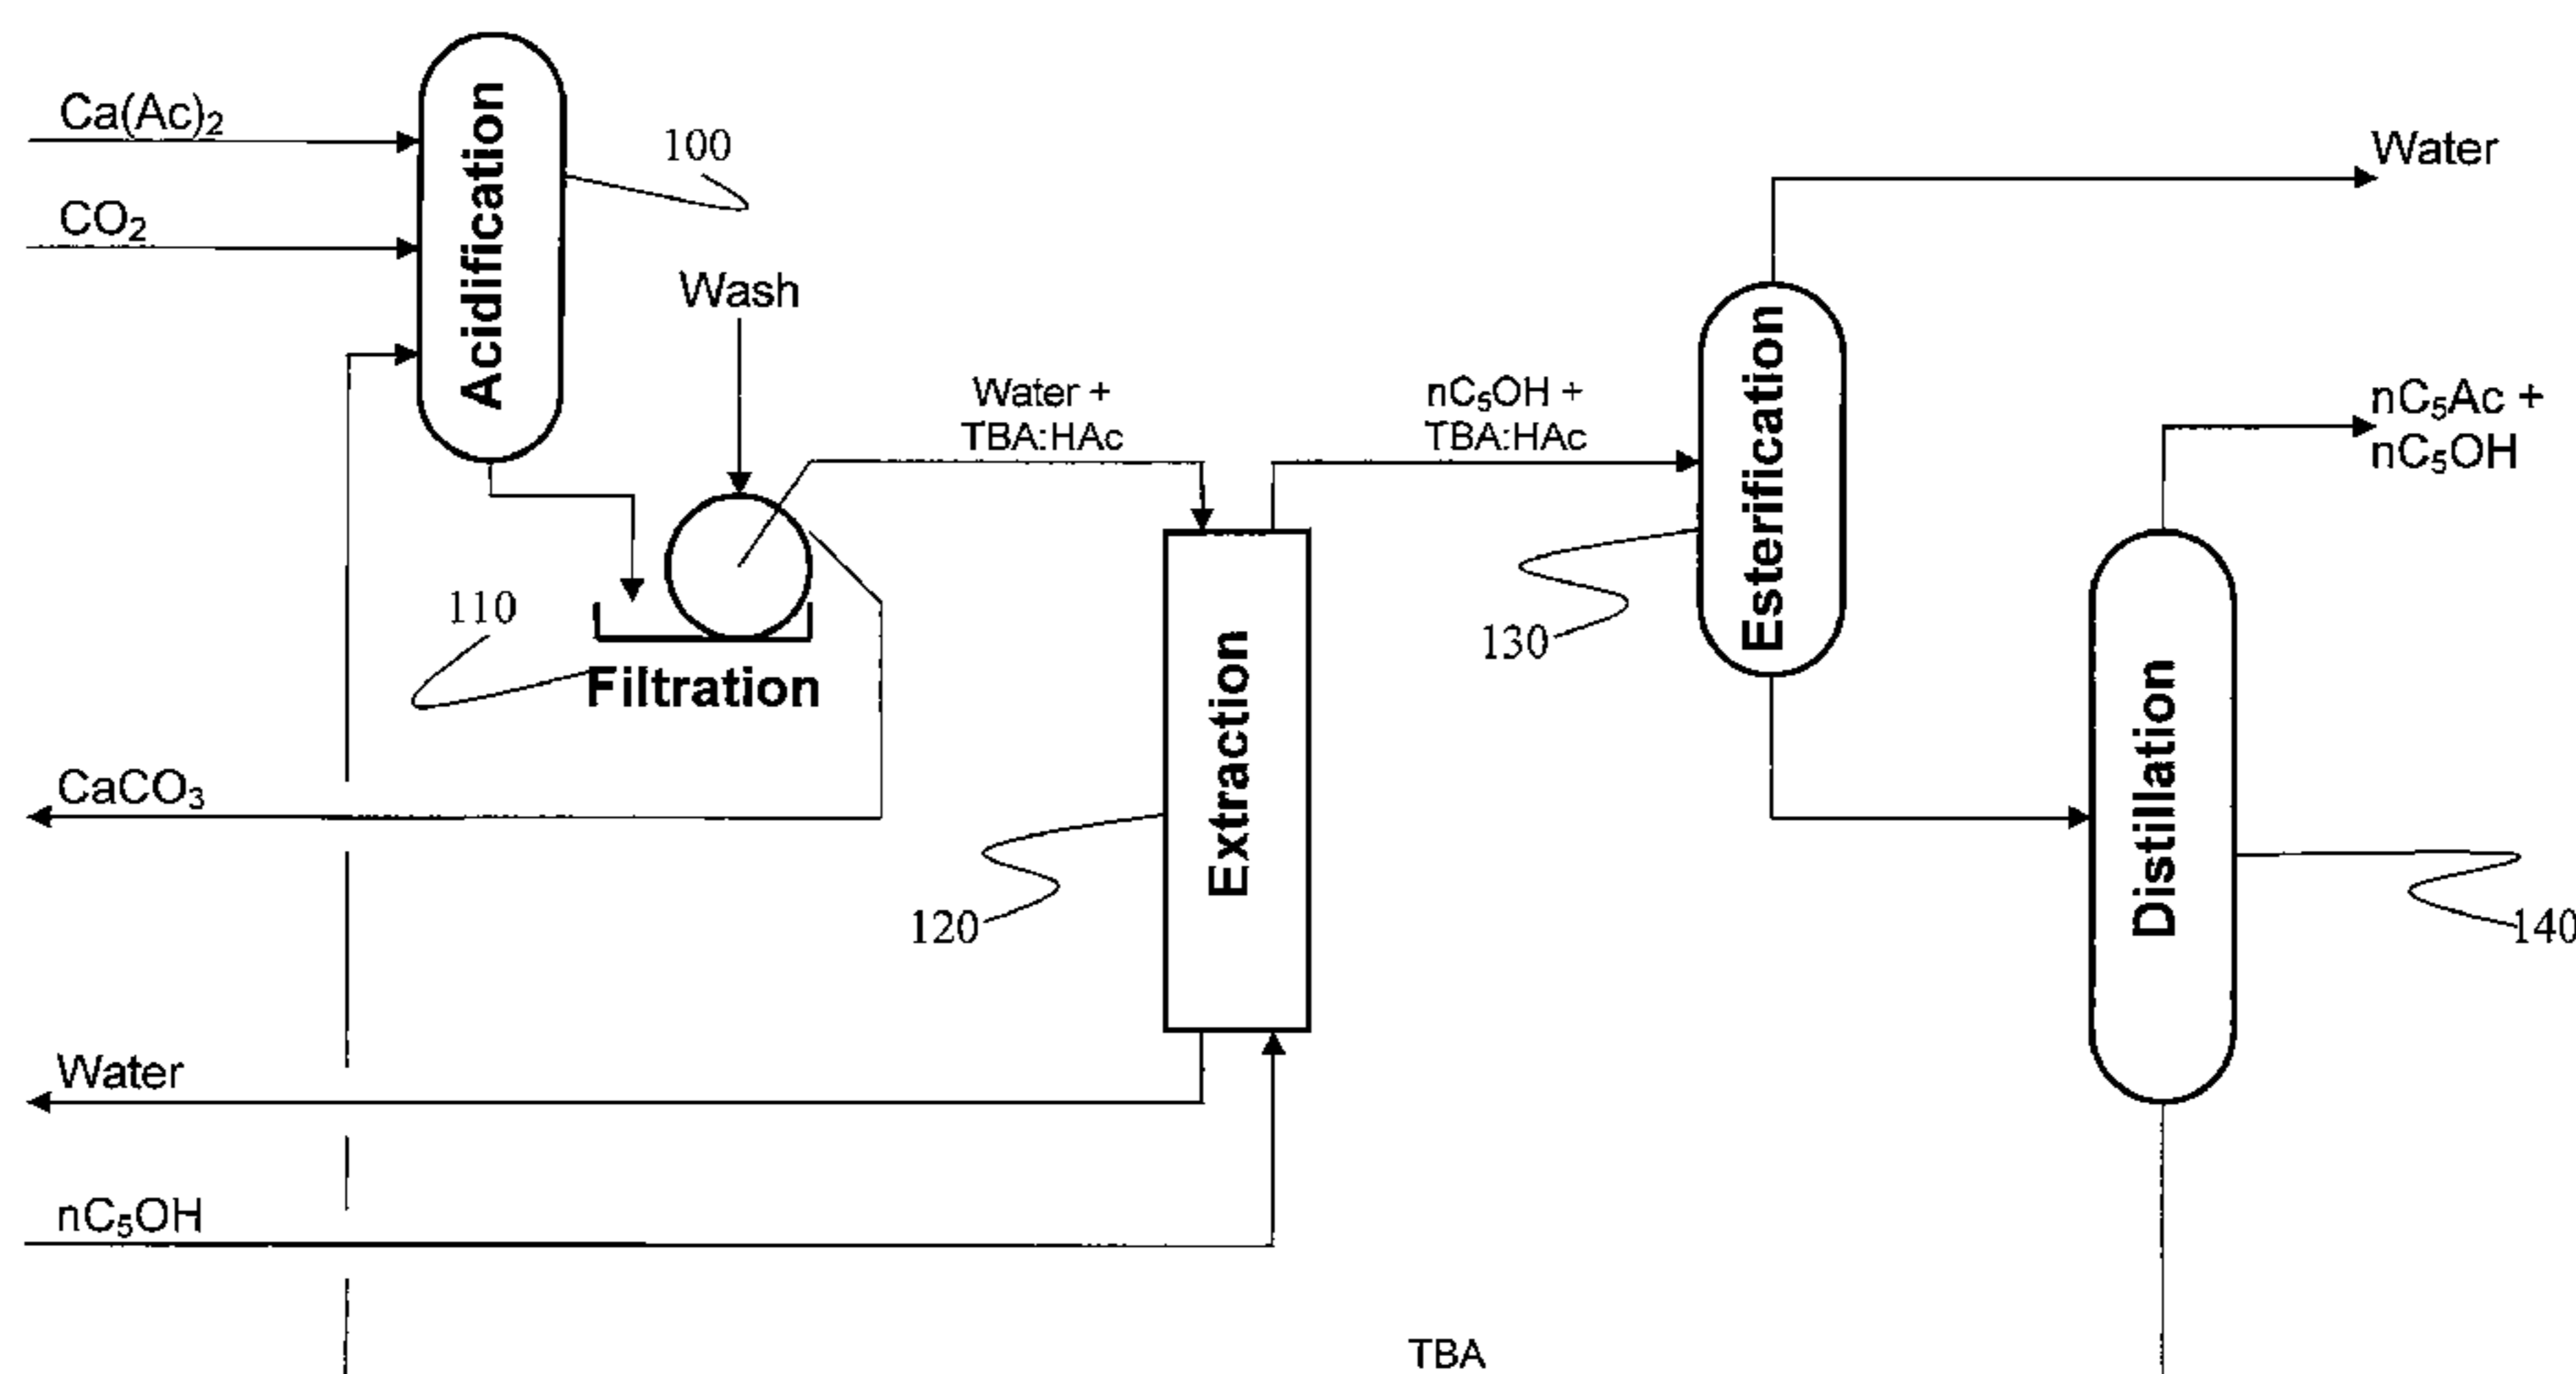 Ca(Ac)₂
CO₂
Acidification
100
Wash
Water +
TBA:HAc
nC₅OH +
TBA:HAc
Water
nC₅Ac +
nC₅OH
Esterification
130
110
Filtration
Extraction
120
Distillation
140
CaCO₃
Water
nC₅OH
TBA